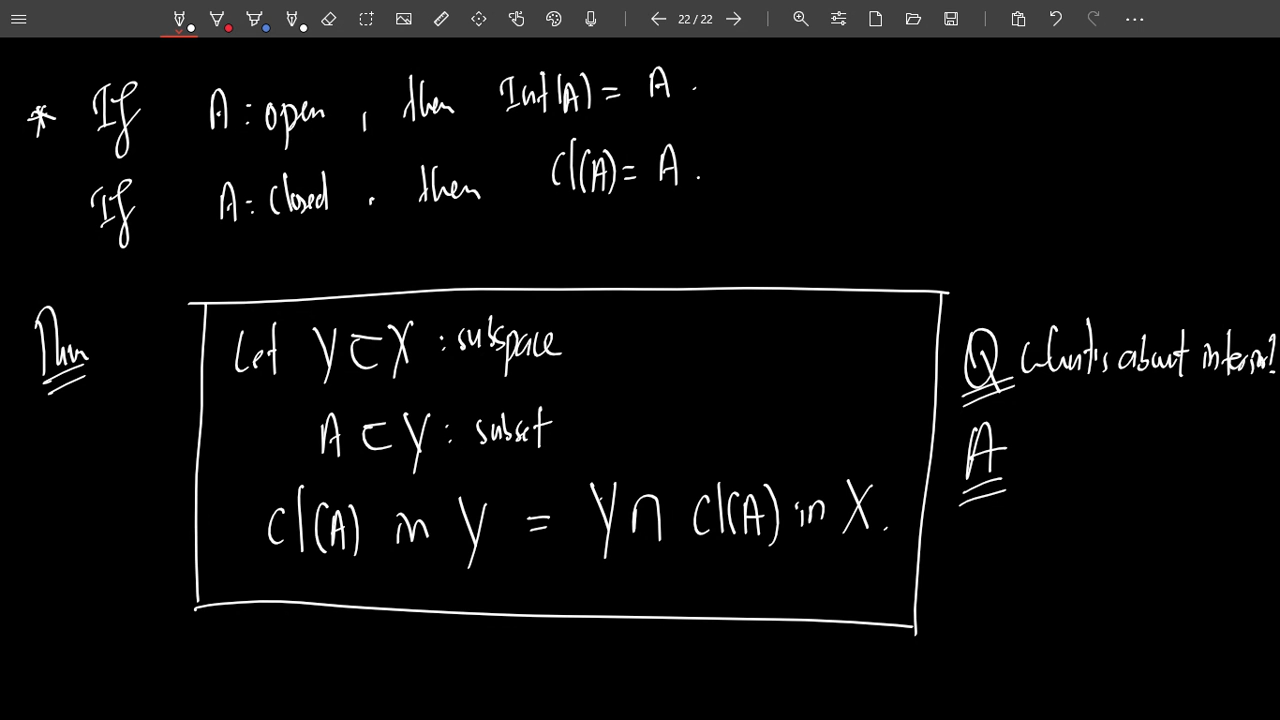 22 / 22
* If A : open , then Int(A) = A .
If A : closed . then Cl(A) = A .
Thm
Let Y ⊂ X : subspace
A ⊂ Y : subset
Cl(A) in Y = Y ∩ Cl(A) in X .
Q What's about interior?
A